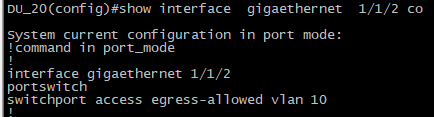 DU_20(config)#show interface  gigaethernet  1/1/2 co
System current configuration in port mode:
!command in port_mode
!
interface gigaethernet 1/1/2
portswitch
switchport access egress-allowed vlan 10
!